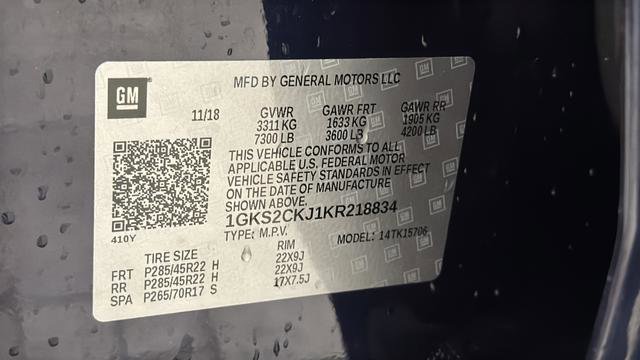 GM
MFD BY GENERAL MOTORS LLC
11/18
GVWR GAWR FRT GAWR RR
3311 KG 1633 KG 1905 KG
7300 LB 3600 LB 4200 LB
THIS VEHICLE CONFORMS TO ALL
APPLICABLE U.S. FEDERAL MOTOR
VEHICLE SAFETY STANDARDS IN EFFECT
ON THE DATE OF MANUFACTURE
SHOWN ABOVE.
1GKS2CKJ1KR218834
410Y
TYPE: M.P.V. MODEL: 14TK15706
TIRE SIZE RIM
FRT P285/45R22 H 22X9J
RR P285/45R22 H 22X9J
SPA P265/70R17 S 17X7.5J